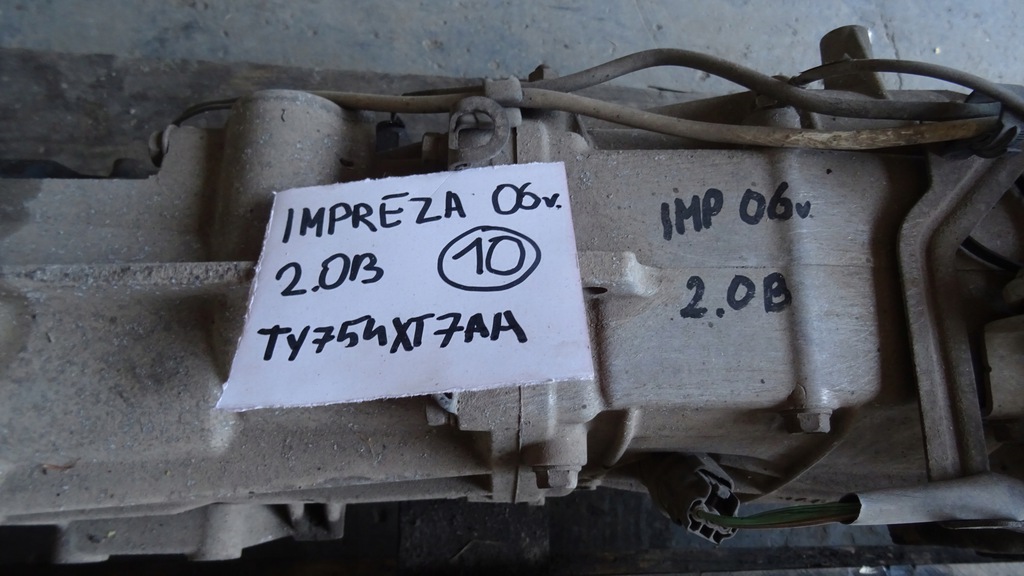 IMPREZA 06v.
2.0B 10
TY754XT7AA
IMP 06v.
2.0B